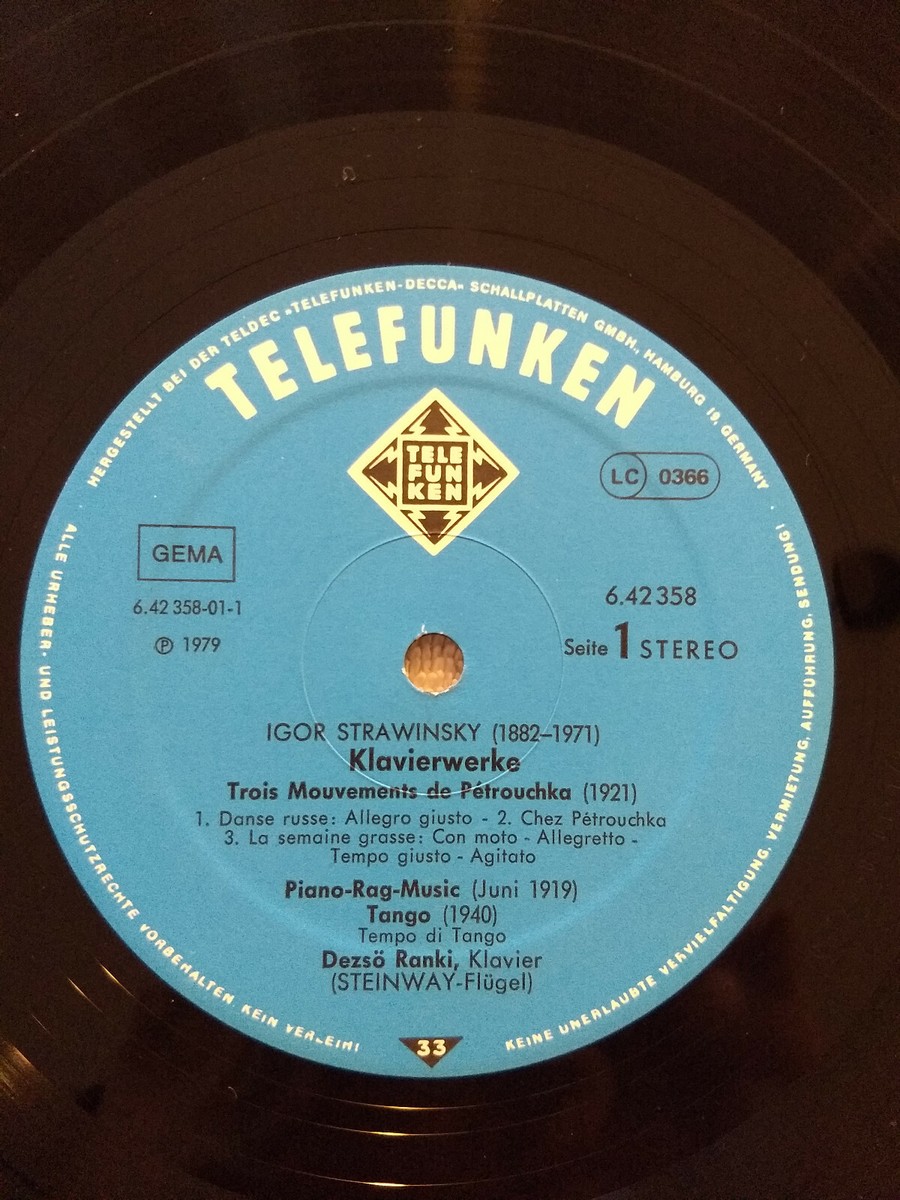 HERGESTELLT BEI DER TELDEC »TELEFUNKEN-DECCA« SCHALLPLATTEN GMBH., HAMBURG 19, GERMANY
TELEFUNKEN
TELE
FUN
KEN
LC 0366
GEMA
6.42 358-01-1
℗ 1979
6.42 358
Seite 1 STEREO
IGOR STRAWINSKY (1882–1971)
Klavierwerke
Trois Mouvements de Pétrouchka (1921)
1. Danse russe: Allegro giusto - 2. Chez Pétrouchka
3. La semaine grasse: Con moto - Allegretto -
Tempo giusto - Agitato
Piano-Rag-Music (Juni 1919)
Tango (1940)
Tempo di Tango
Dezsö Ranki, Klavier
(STEINWAY-Flügel)
ALLE URHEBER- UND LEISTUNGSSCHUTZRECHTE VORBEHALTEN. KEIN VERLEIH!
33
KEINE UNERLAUBTE VERVIELFÄLTIGUNG, VERMIETUNG, AUFFÜHRUNG, SENDUNG!